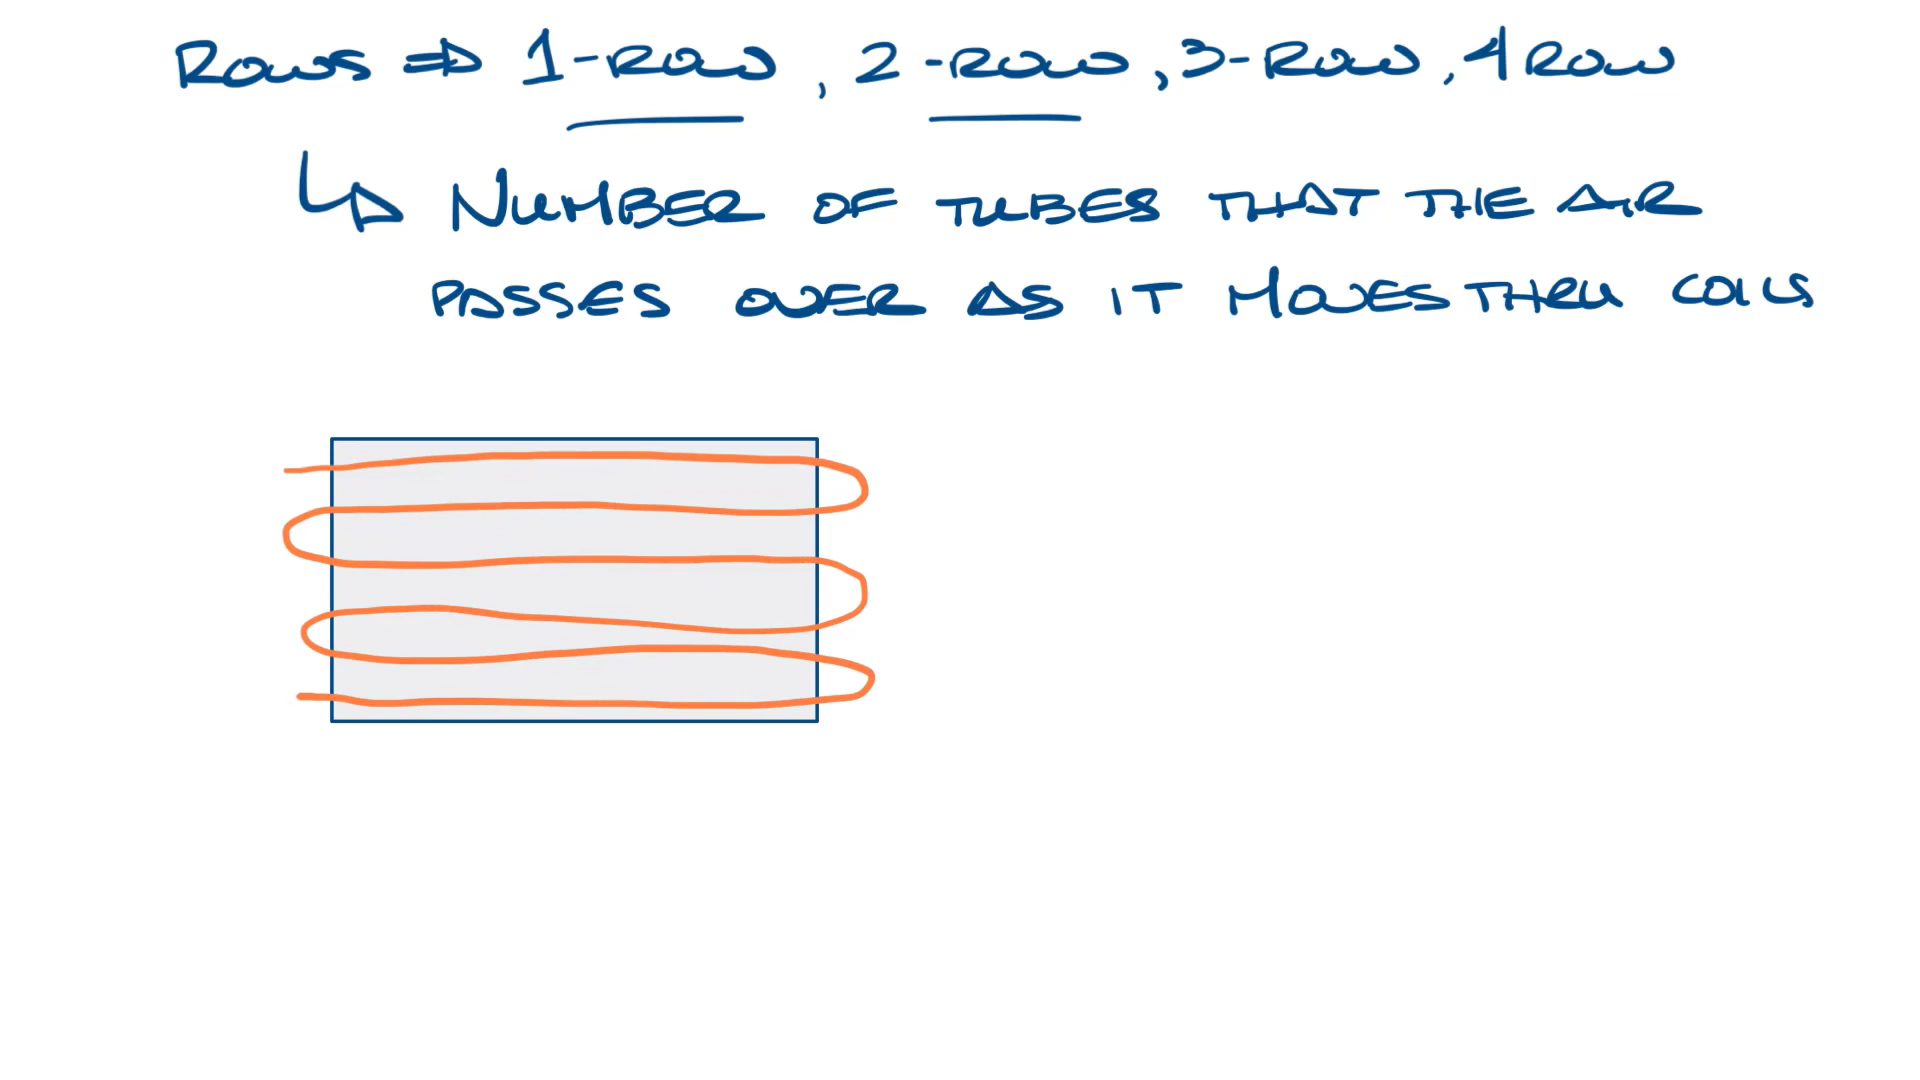 ROWS ⇒ 1-ROW, 2-ROW, 3-ROW, 4 ROW
↳ NUMBER OF TUBES THAT THE AIR
PASSES OVER AS IT MOVES THRU COILS